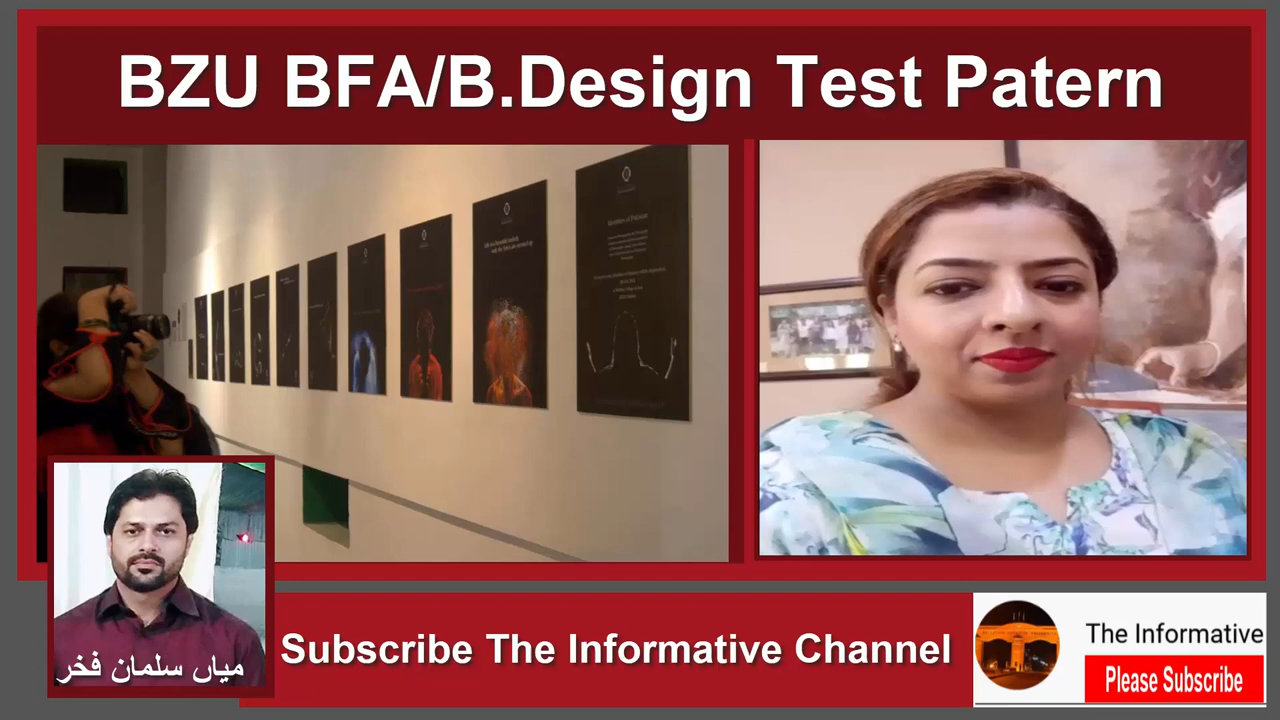 BZU BFA/B.Design Test Patern
میاں سلمان فخر
Subscribe The Informative Channel
The Informative
Please Subscribe